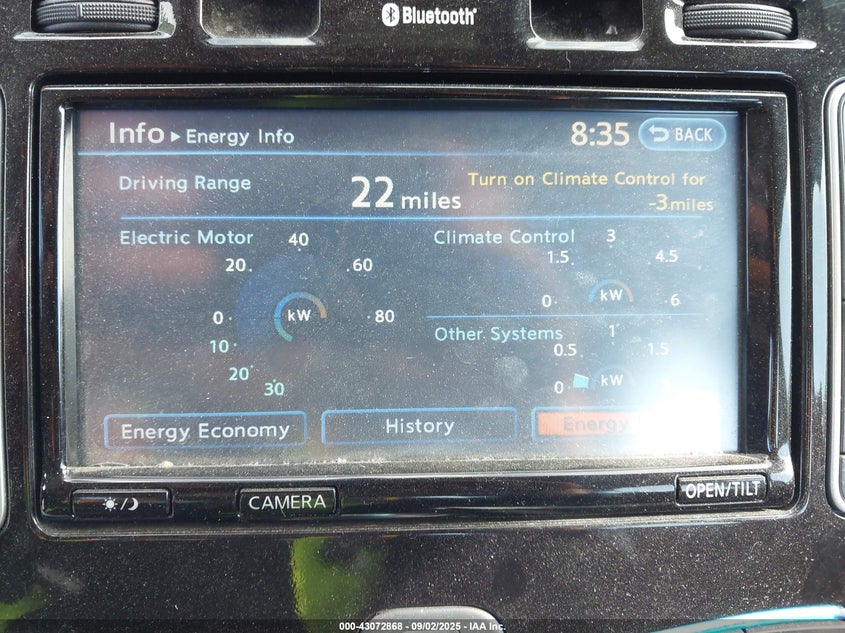 Bluetooth
Info ▸ Energy Info
8:35
BACK
Driving Range
22 miles
Turn on Climate Control for
-3 miles
Electric Motor
40
20
60
0
kW
80
10
20
30
Climate Control
3
1.5
4.5
0
kW
6
Other Systems
1
0.5
1.5
0
kW
Energy Economy
History
Energy
CAMERA
OPEN/TILT
000-43072868 - 09/02/2025 - IAA Inc.